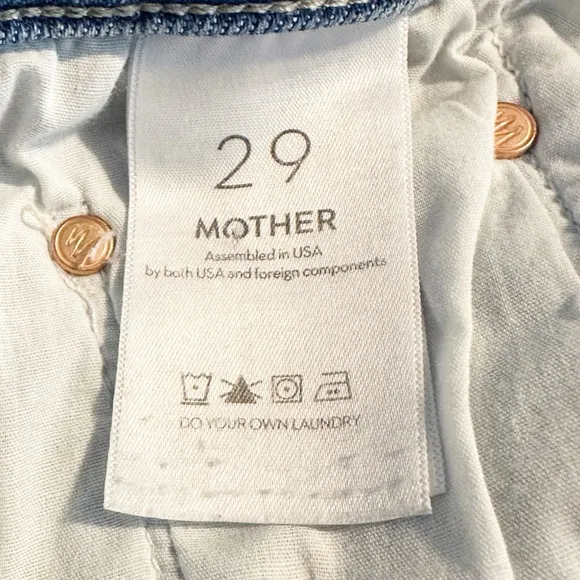 29
MOTHER
Assembled in USA
by both USA and foreign components
DO YOUR OWN LAUNDRY